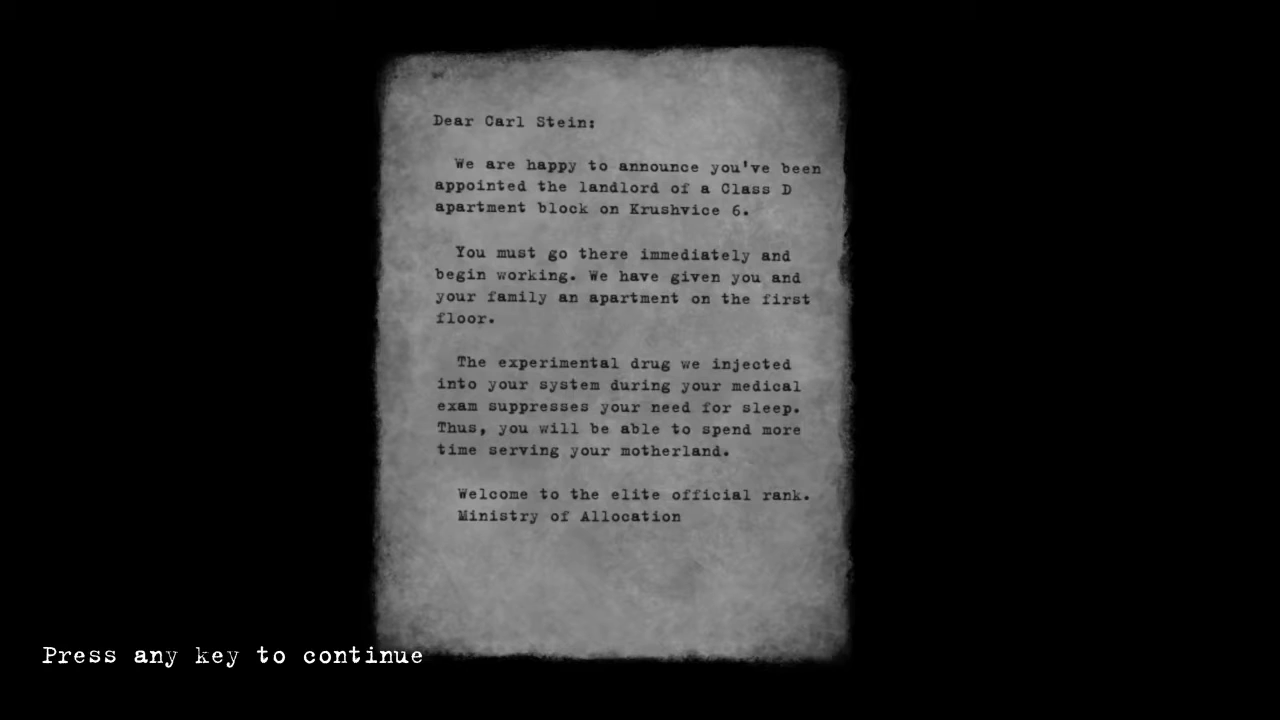 Dear Carl Stein:
We are happy to announce you've been
appointed the landlord of a Class D
apartment block on Krushvice 6.
You must go there immediately and
begin working. We have given you and
your family an apartment on the first
floor.
The experimental drug we injected
into your system during your medical
exam suppresses your need for sleep.
Thus, you will be able to spend more
time serving your motherland.
Welcome to the elite official rank.
Ministry of Allocation
Press any key to continue